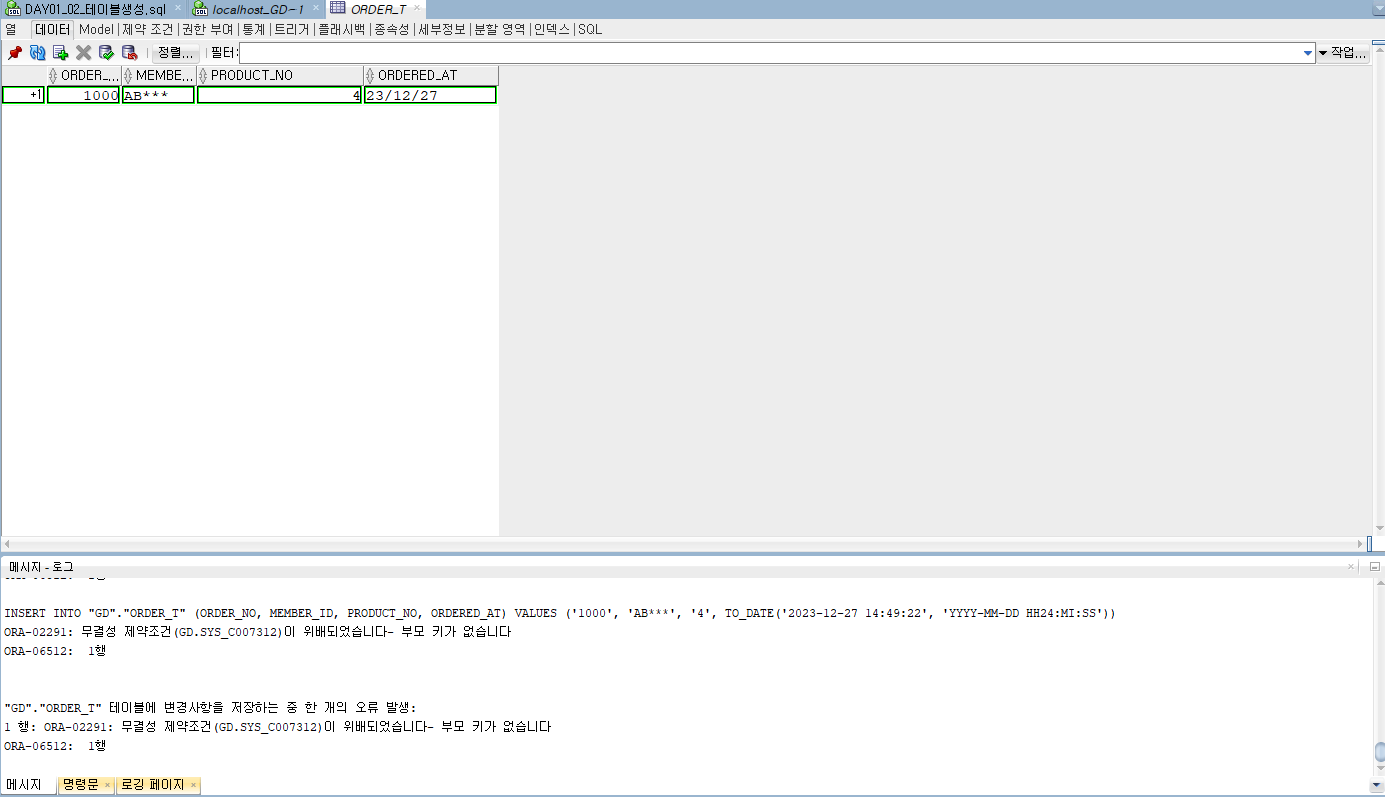 DAY01_02_테이블생성.sql × localhost_GD~1 × ORDER_T ×
열 데이터 Model 제약 조건 권한 부여 통계 트리거 플래시백 종속성 세부정보 분할 영역 인덱스 SQL
정렬... 필터: 작업...
ORDER_... MEMBE... PRODUCT_NO ORDERED_AT
+1 1000 AB*** 4 23/12/27
메시지 - 로그
INSERT INTO "GD"."ORDER_T" (ORDER_NO, MEMBER_ID, PRODUCT_NO, ORDERED_AT) VALUES ('1000', 'AB***', '4', TO_DATE('2023-12-27 14:49:22', 'YYYY-MM-DD HH24:MI:SS'))
ORA-02291: 무결성 제약조건(GD.SYS_C007312)이 위배되었습니다- 부모 키가 없습니다
ORA-06512: 1행
"GD"."ORDER_T" 테이블에 변경사항을 저장하는 중 한 개의 오류 발생:
1 행: ORA-02291: 무결성 제약조건(GD.SYS_C007312)이 위배되었습니다- 부모 키가 없습니다
ORA-06512: 1행
메시지 명령문 × 로깅 페이지 ×